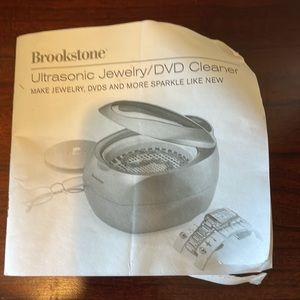 Brookstone
Ultrasonic Jewelry/DVD Cleaner
MAKE JEWELRY, DVDS AND MORE SPARKLE LIKE NEW